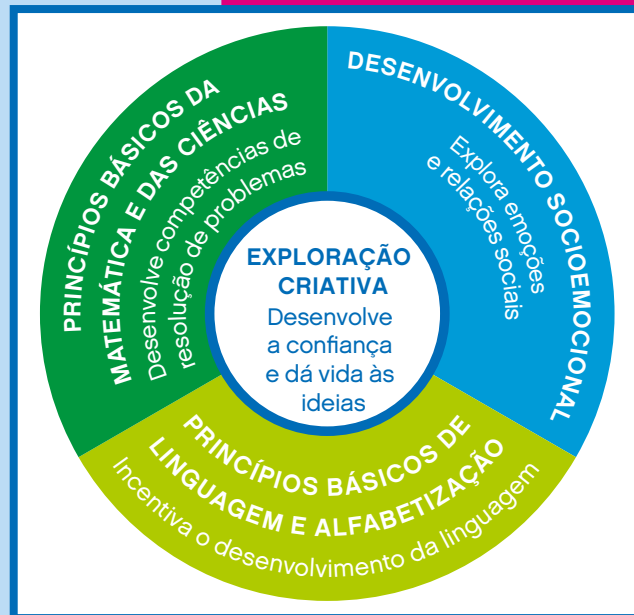 PRINCÍPIOS BÁSICOS DA
MATEMÁTICA E DAS CIÊNCIAS
Desenvolve competências de
resolução de problemas
DESENVOLVIMENTO SOCIOEMOCIONAL
Explora emoções
e relações sociais
EXPLORAÇÃO
CRIATIVA
Desenvolve
a confiança
e dá vida às
ideias
PRINCÍPIOS BÁSICOS DE
LINGUAGEM E ALFABETIZAÇÃO
Incentiva o desenvolvimento da linguagem